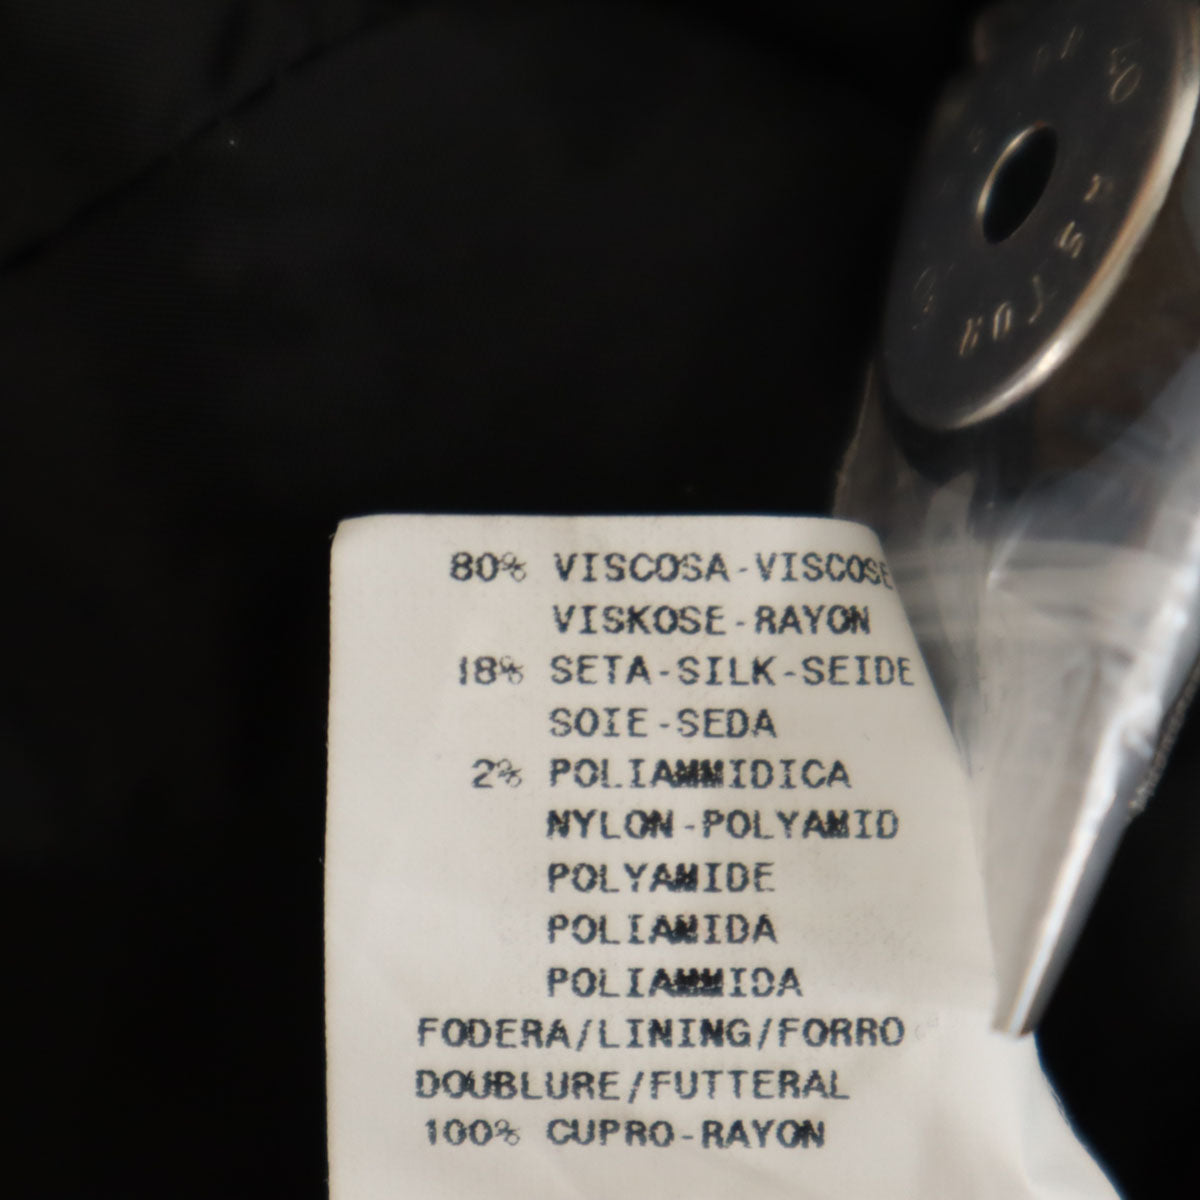 80% VISCOSA-VISCOSE
VISKOSE-RAYON
18% SETA-SILK-SEIDE
SOIE-SEDA
2% POLIAMMIDICA
NYLON-POLYAMID
POLYAMIDE
POLIAMIDA
POLIAMMIDA
FODERA/LINING/FORRO
DOUBLURE/FUTTERAL
100% CUPRO-RAYON